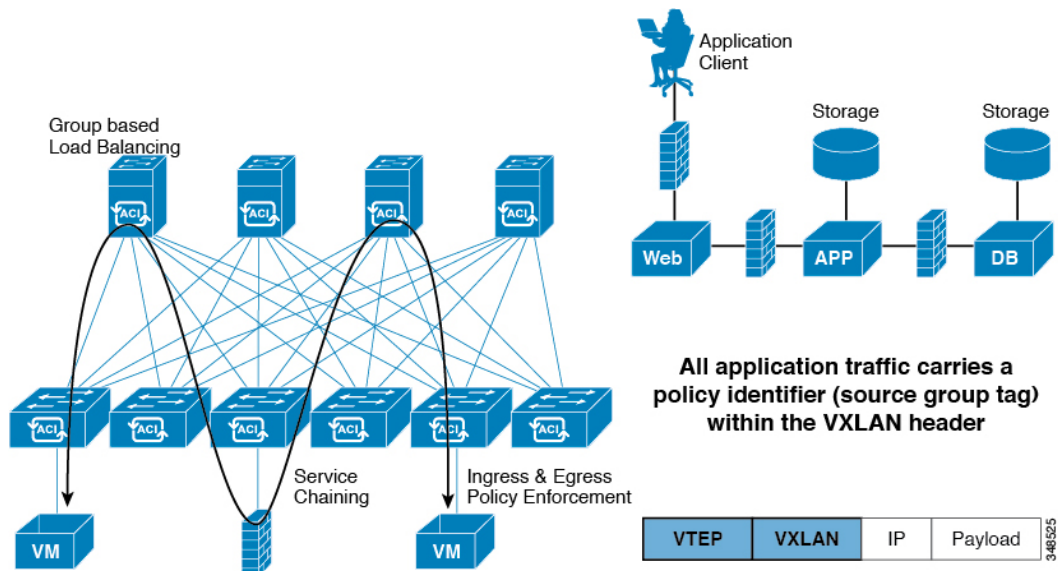 Group based
Load Balancing
ACI
ACI
ACI
ACI
ACI
ACI
ACI
ACI
ACI
ACI
Service
Chaining
Ingress & Egress
Policy Enforcement
VM
VM
Application
Client
Storage
Storage
Web
APP
DB
All application traffic carries a
policy identifier (source group tag)
within the VXLAN header
VTEP
VXLAN
IP
Payload
348525